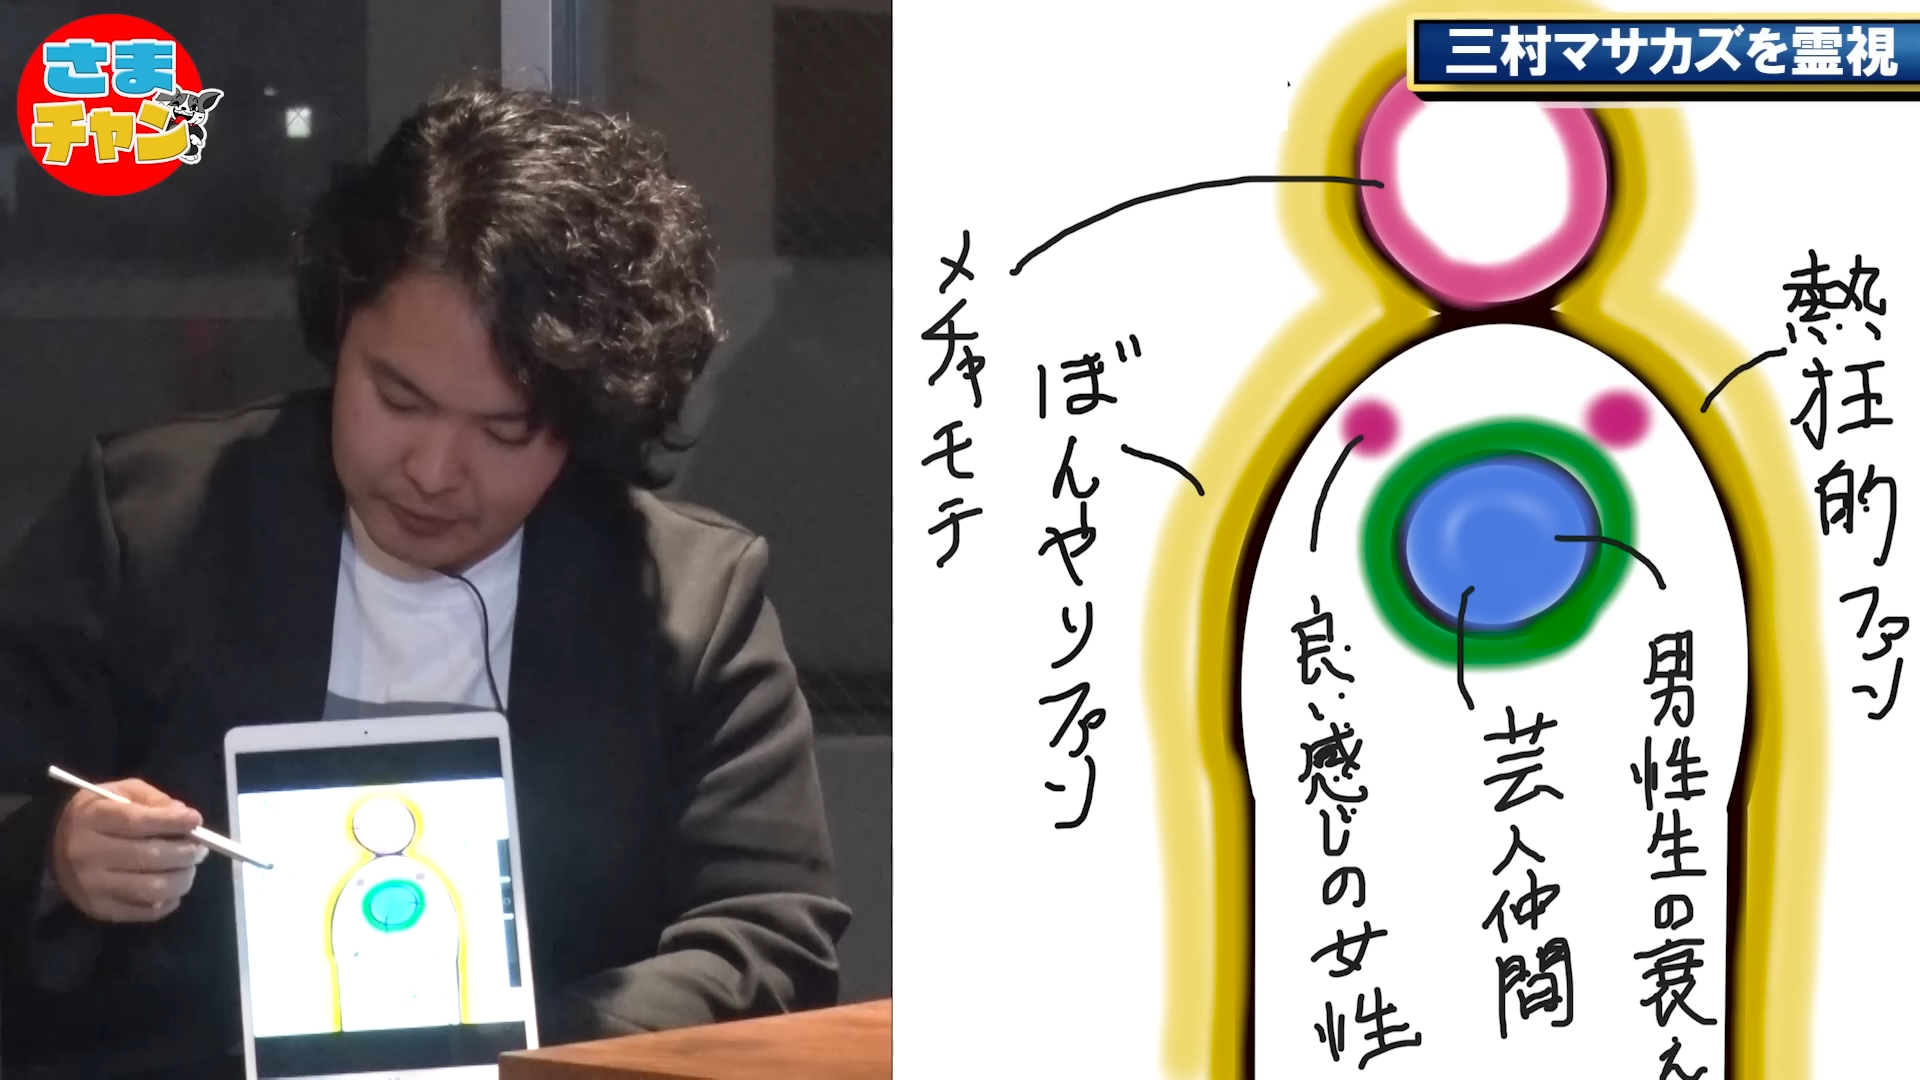 さま
チャン
三村マサカズを霊視
メチャモテ
ぼんやりファン
熱狂的ファン
良い感じの女性
芸人仲間
男性生の衰え